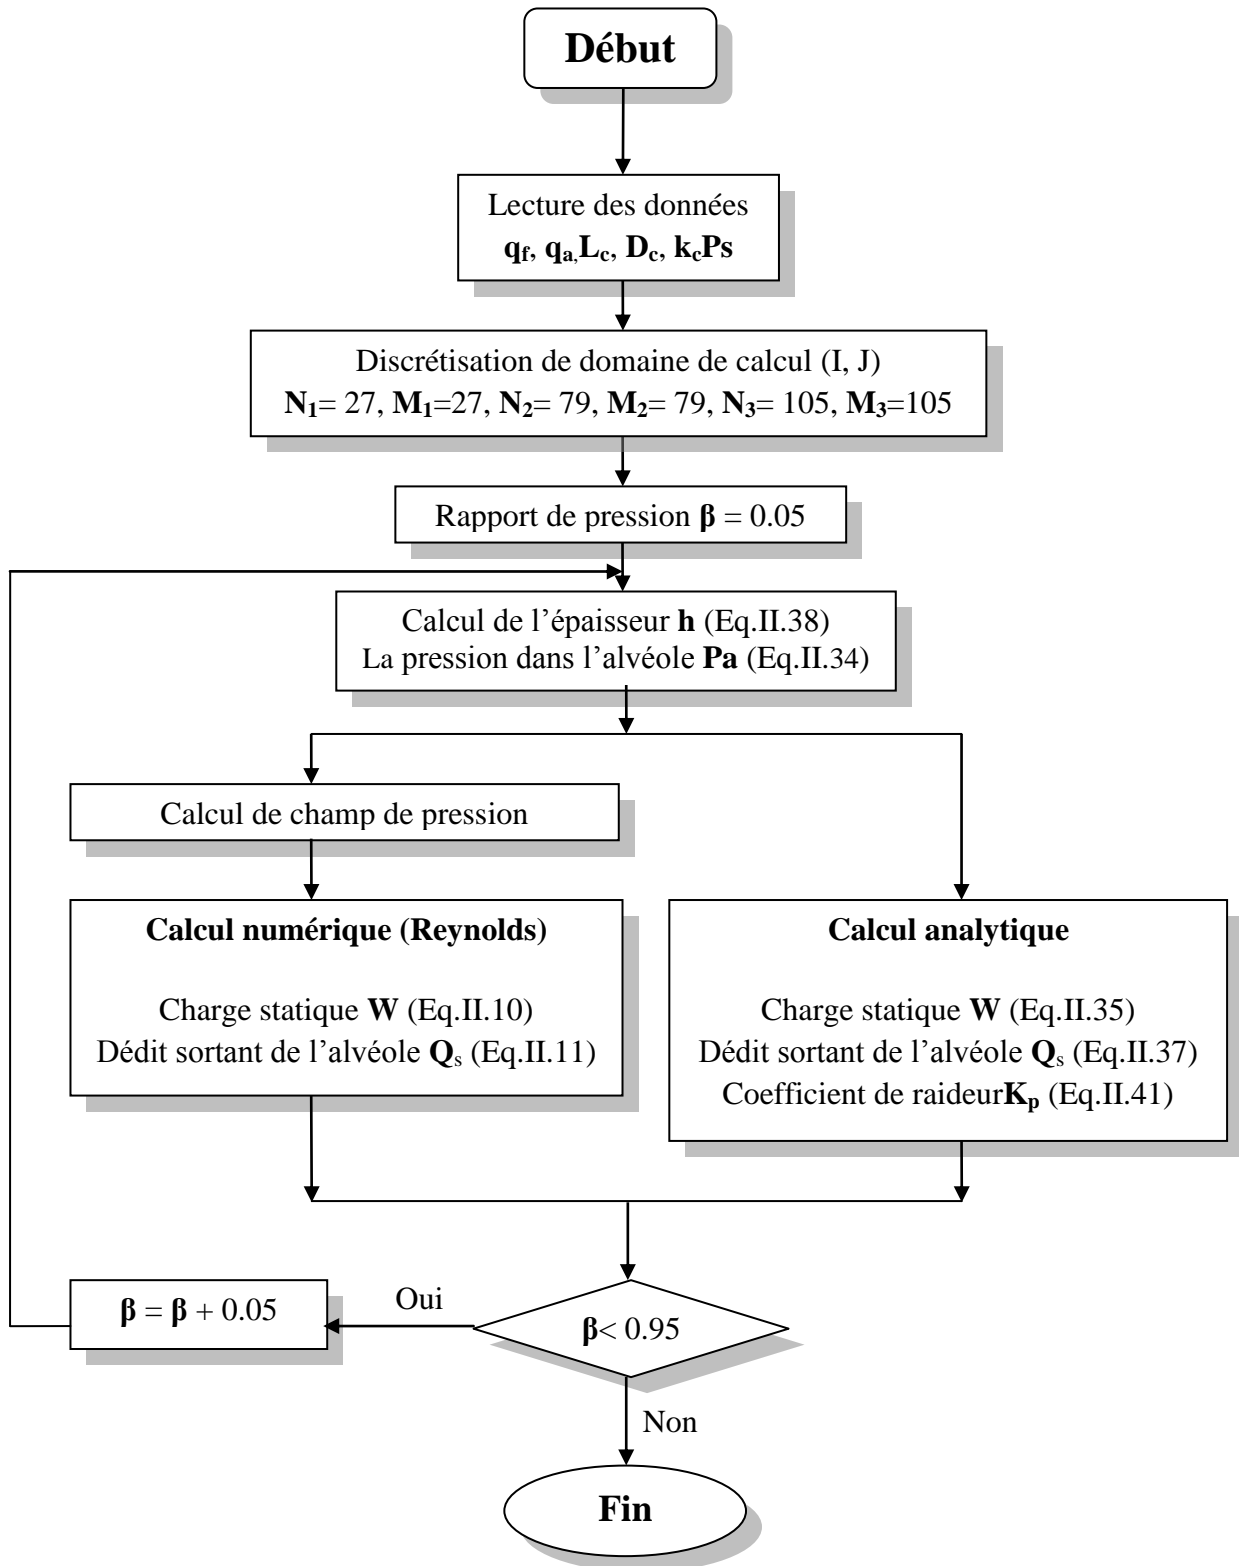 Début
Lecture des données
qf, qa,Lc, Dc, kcPs
Discrétisation de domaine de calcul (I, J)
N1= 27, M1=27, N2= 79, M2= 79, N3= 105, M3=105
Rapport de pression β = 0.05
Calcul de l’épaisseur h (Eq.II.38)
La pression dans l’alvéole Pa (Eq.II.34)
Calcul de champ de pression
Calcul numérique (Reynolds)
Charge statique W (Eq.II.10)
Dédit sortant de l’alvéole Qs (Eq.II.11)
Calcul analytique
Charge statique W (Eq.II.35)
Dédit sortant de l’alvéole Qs (Eq.II.37)
Coefficient de raideurKp (Eq.II.41)
β = β + 0.05
Oui
β< 0.95
Non
Fin